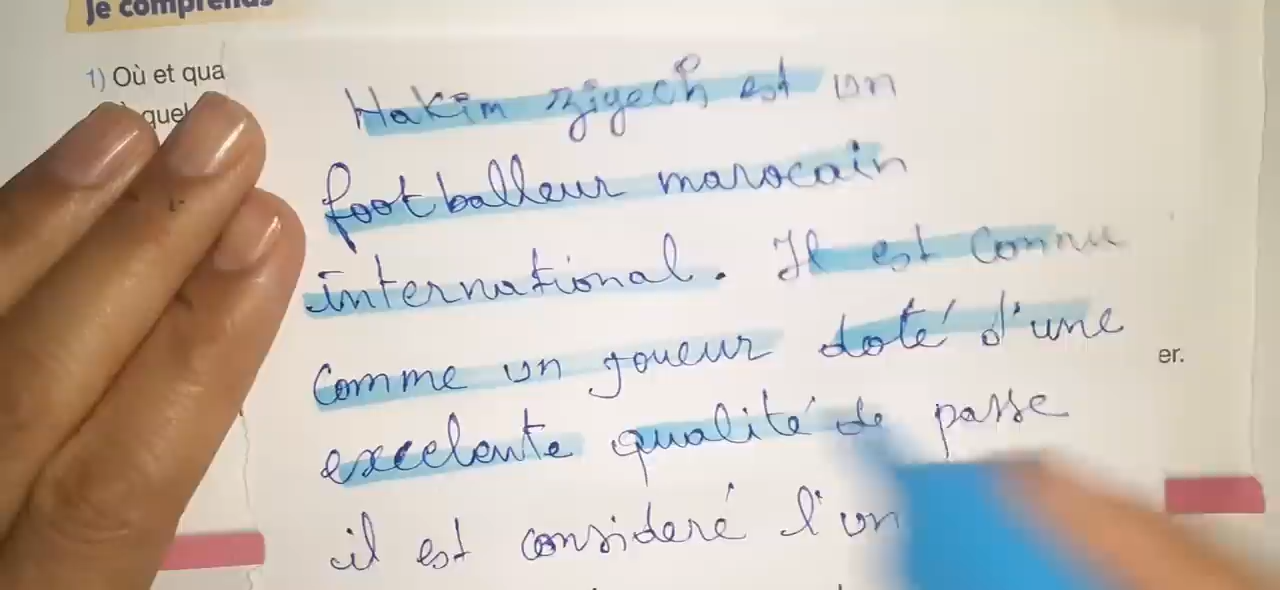 Je comprends
1) Où et qua
quel
Hakim ziyech est un
footballeur marocain
international. Il est connu
comme un joueur doté d'une
excelente qualité de passe
er.
il est consideré l'un